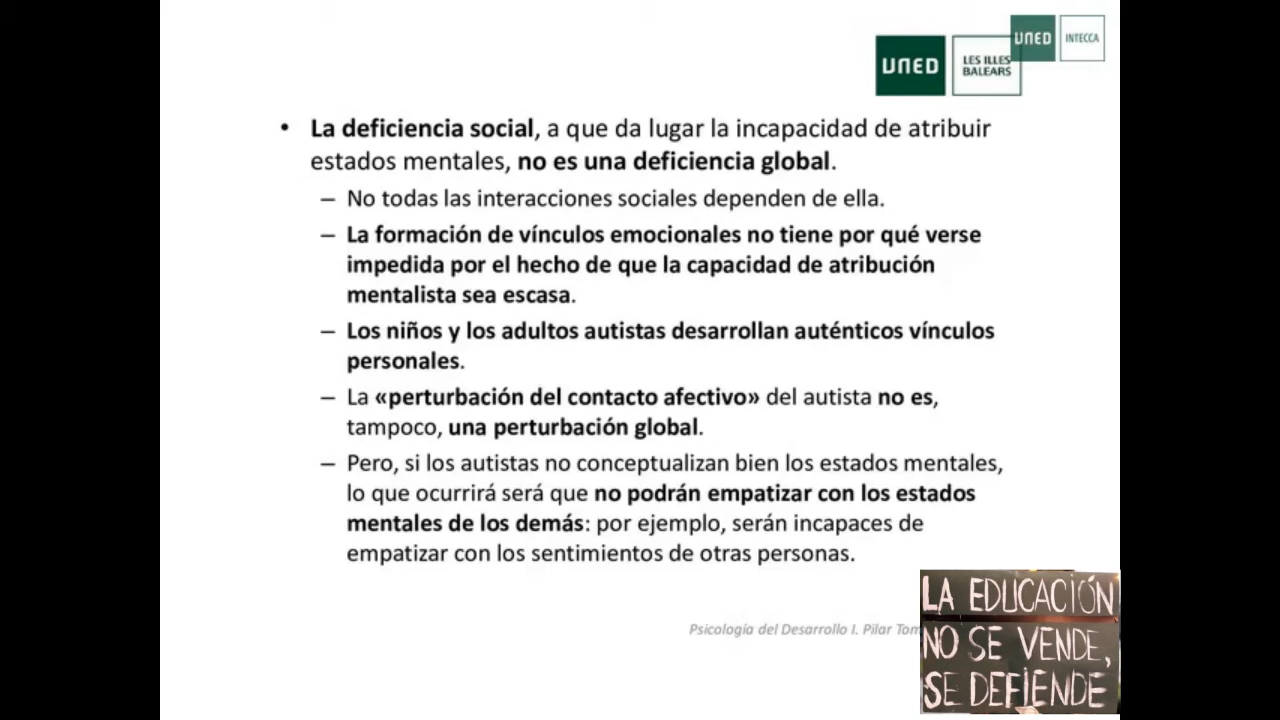 UNED
INTECCA
UNED
LES ILLES
BALEARS
• La deficiencia social, a que da lugar la incapacidad de atribuir
estados mentales, no es una deficiencia global.
– No todas las interacciones sociales dependen de ella.
– La formación de vínculos emocionales no tiene por qué verse
impedida por el hecho de que la capacidad de atribución
mentalista sea escasa.
– Los niños y los adultos autistas desarrollan auténticos vínculos
personales.
– La «perturbación del contacto afectivo» del autista no es,
tampoco, una perturbación global.
– Pero, si los autistas no conceptualizan bien los estados mentales,
lo que ocurrirá será que no podrán empatizar con los estados
mentales de los demás: por ejemplo, serán incapaces de
empatizar con los sentimientos de otras personas.
Psicología del Desarrollo I. Pilar
LA EDUCACIÓN
NO SE VENDE,
SE DEFIENDE